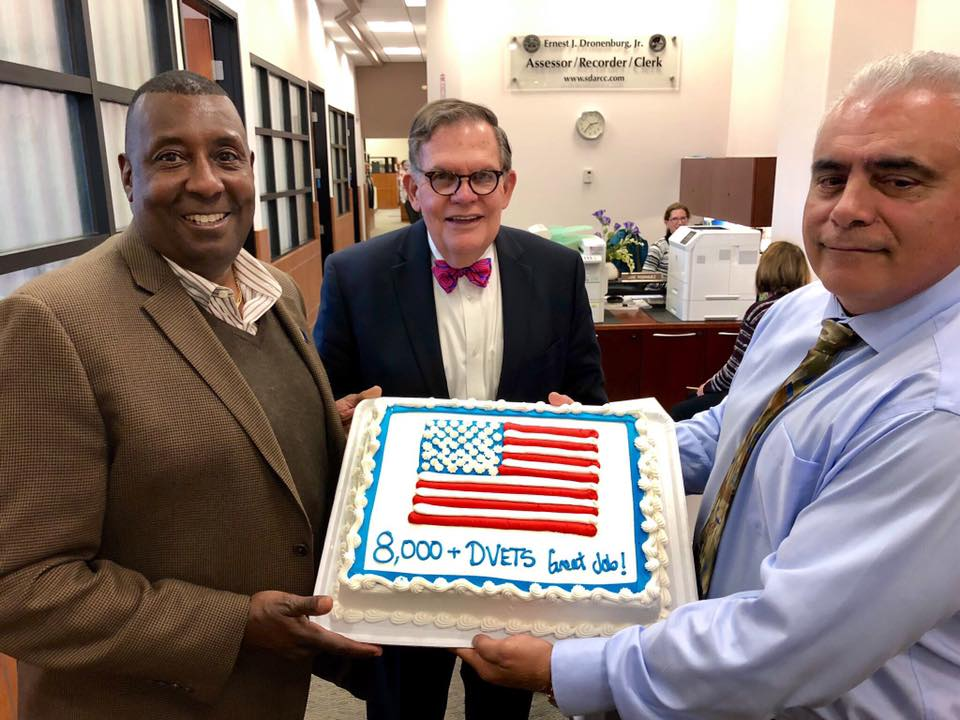 Ernest J. Dronenburg, Jr.
Assessor/Recorder/Clerk
www.sdarcc.com
8,000 + DVETS Great Job!